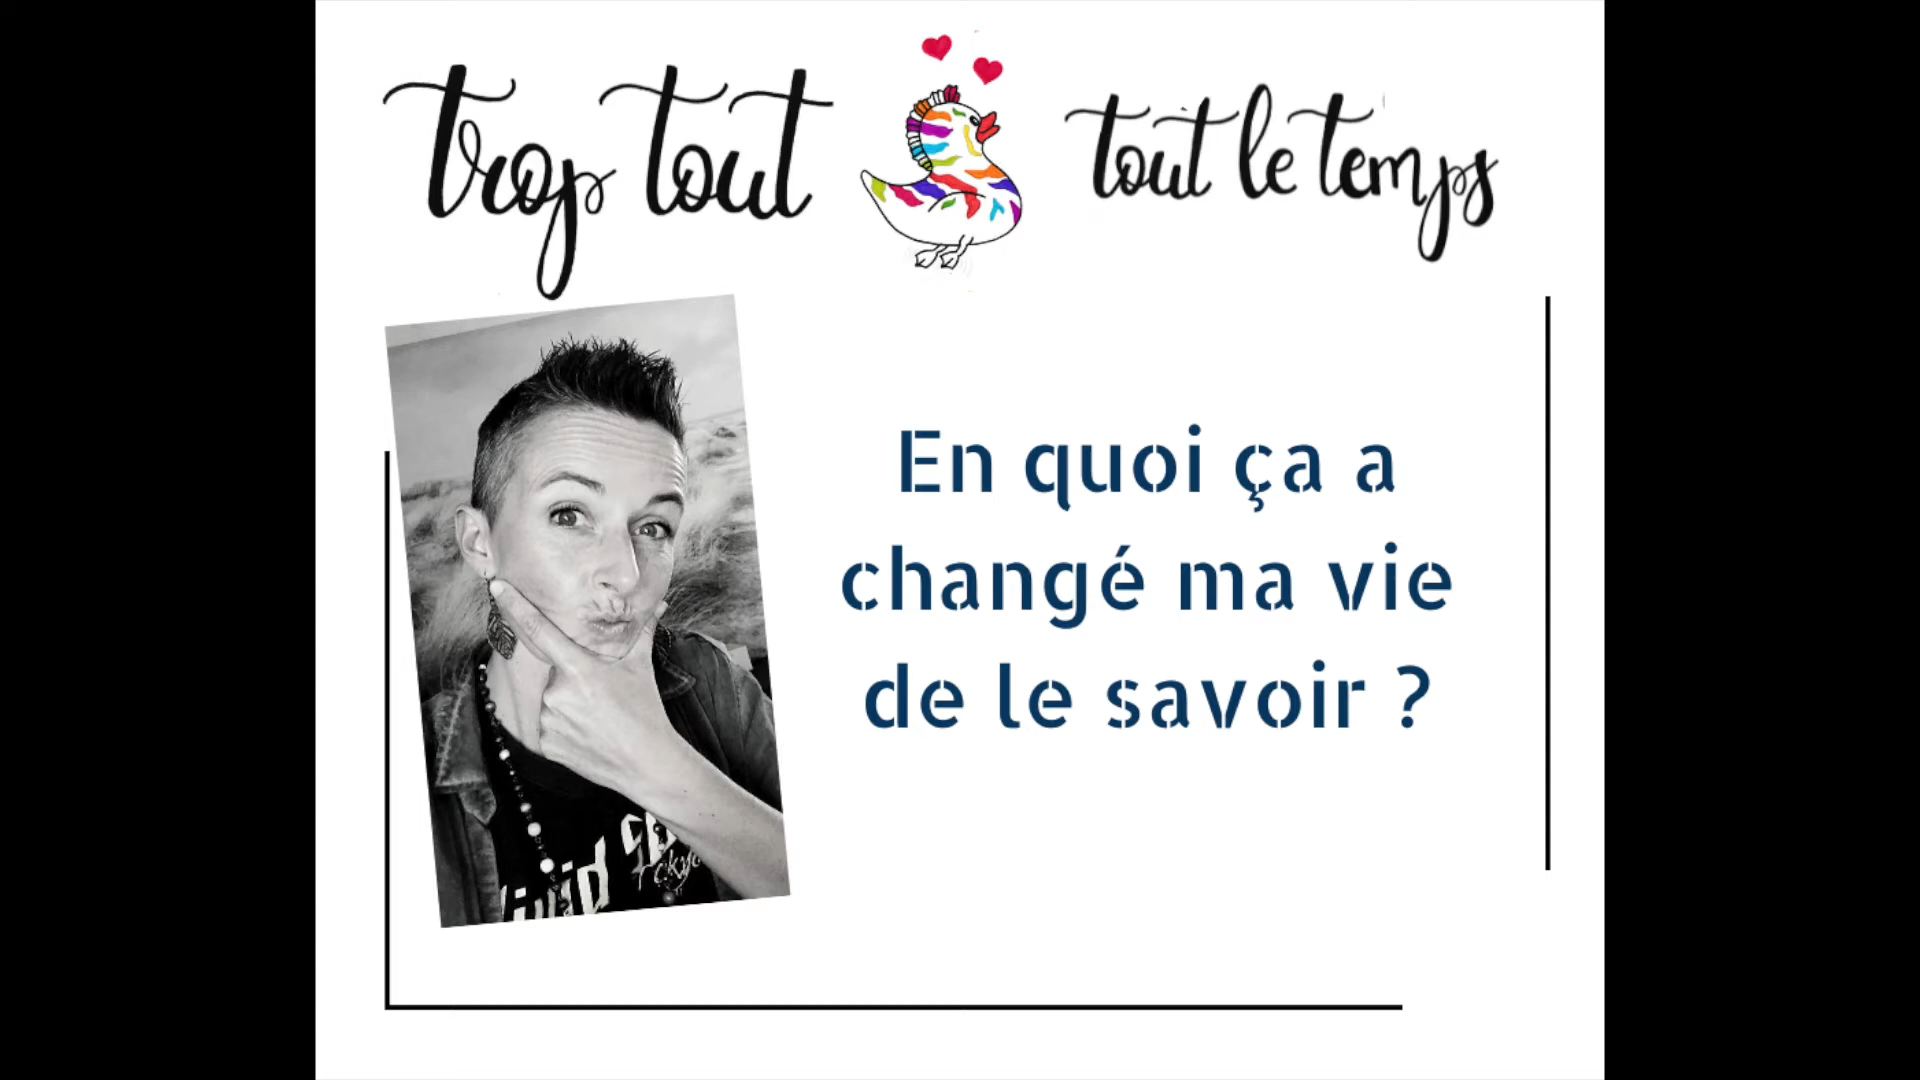 trop tout tout le temps
En quoi ça a
changé ma vie
de le savoir ?